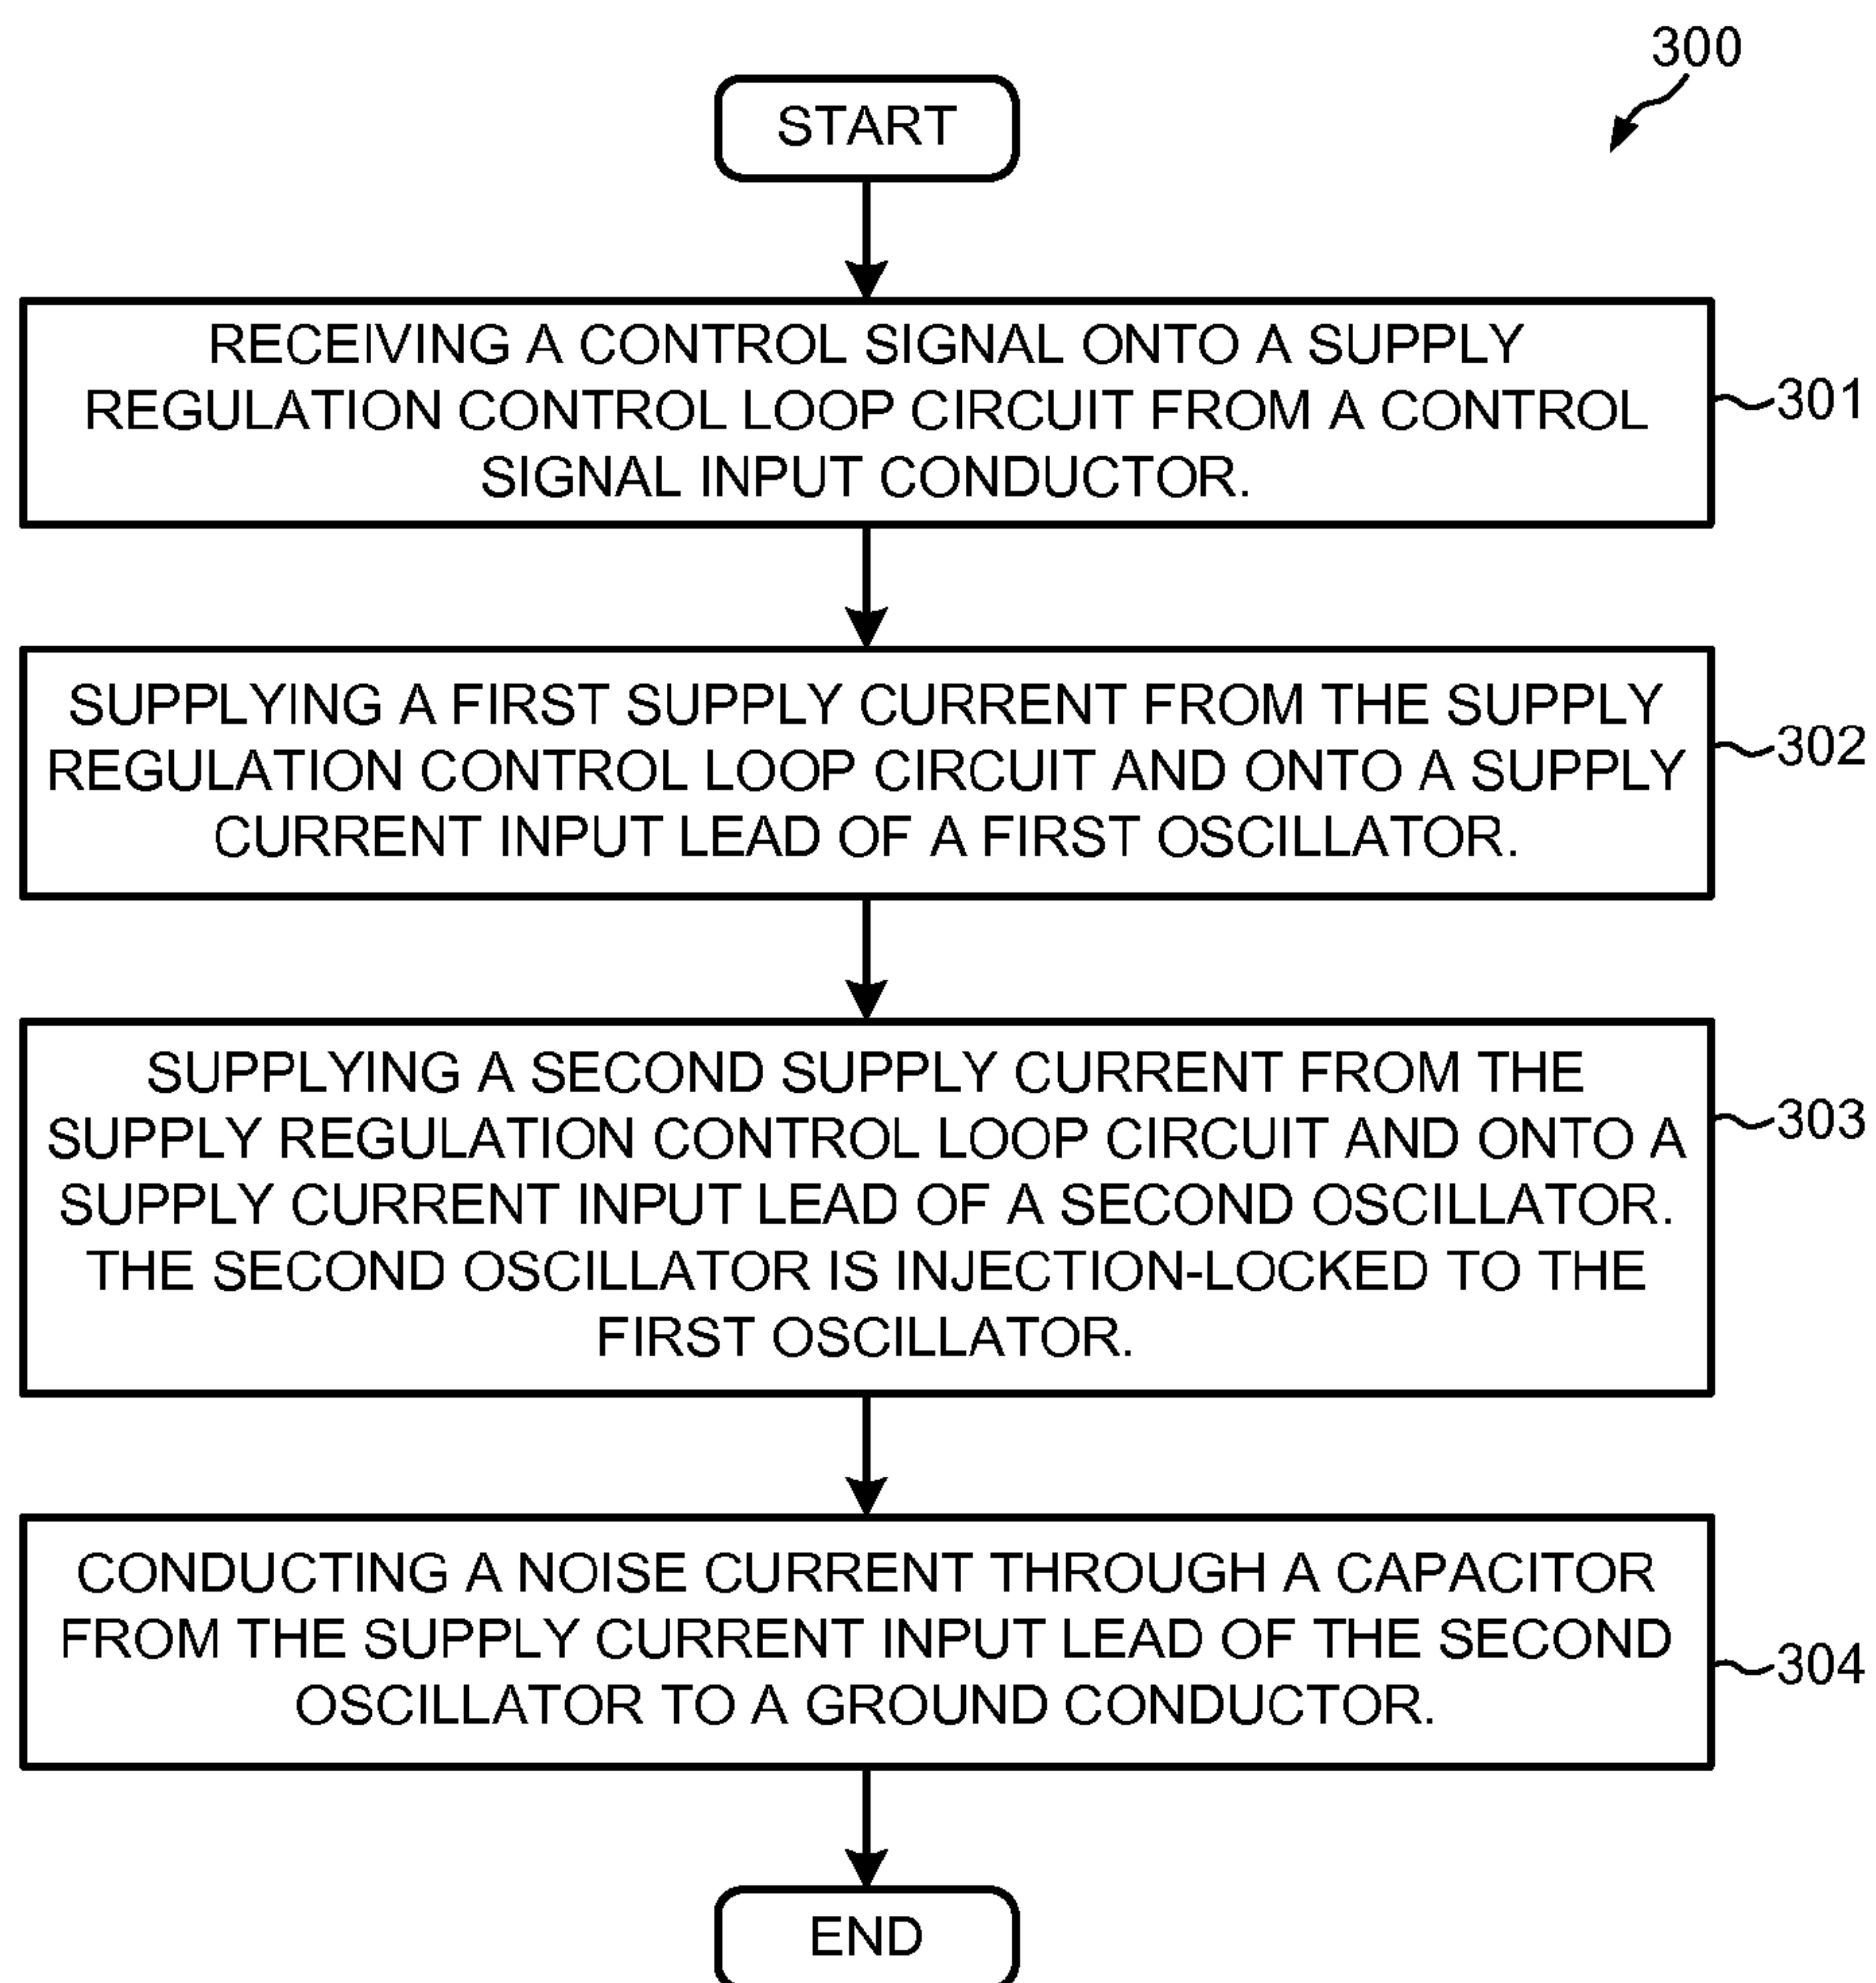 300
START
RECEIVING A CONTROL SIGNAL ONTO A SUPPLY
REGULATION CONTROL LOOP CIRCUIT FROM A CONTROL
SIGNAL INPUT CONDUCTOR.
301
SUPPLYING A FIRST SUPPLY CURRENT FROM THE SUPPLY
REGULATION CONTROL LOOP CIRCUIT AND ONTO A SUPPLY
CURRENT INPUT LEAD OF A FIRST OSCILLATOR.
302
SUPPLYING A SECOND SUPPLY CURRENT FROM THE
SUPPLY REGULATION CONTROL LOOP CIRCUIT AND ONTO A
SUPPLY CURRENT INPUT LEAD OF A SECOND OSCILLATOR.
THE SECOND OSCILLATOR IS INJECTION-LOCKED TO THE
FIRST OSCILLATOR.
303
CONDUCTING A NOISE CURRENT THROUGH A CAPACITOR
FROM THE SUPPLY CURRENT INPUT LEAD OF THE SECOND
OSCILLATOR TO A GROUND CONDUCTOR.
304
END